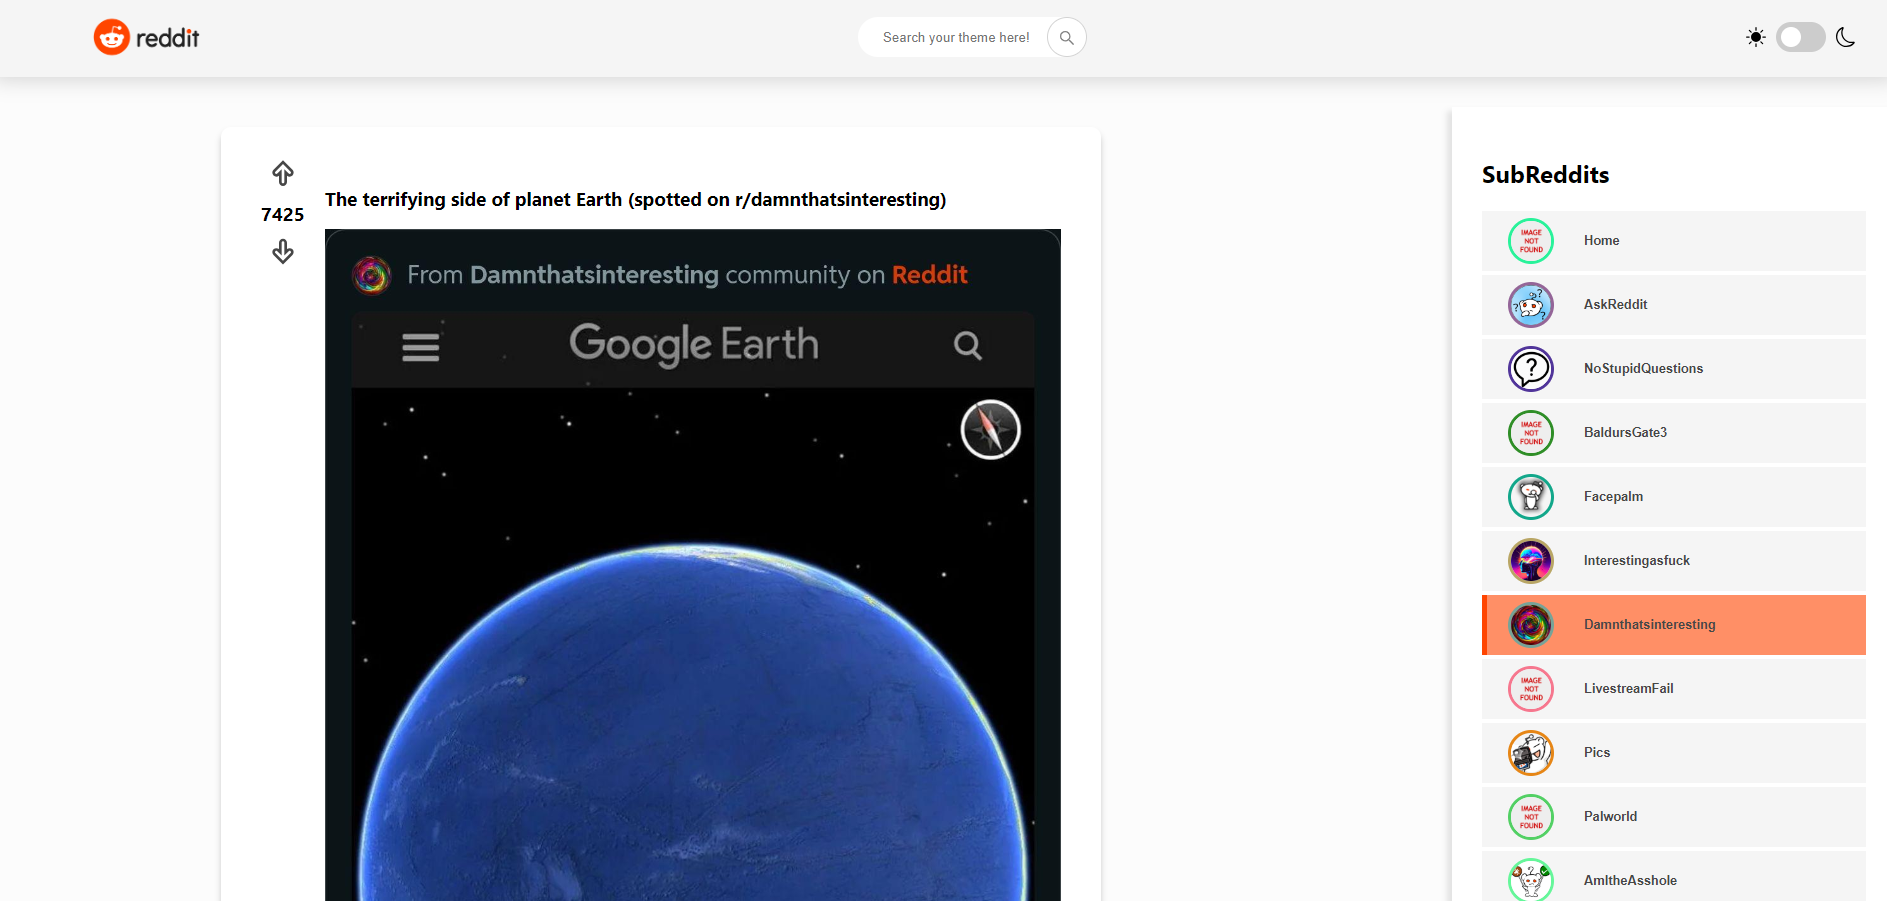 reddit
Search your theme here!
7425
The terrifying side of planet Earth (spotted on r/damnthatsinteresting)
From Damnthatsinteresting community on Reddit
Google Earth
SubReddits
IMAGE
NOT
FOUND
Home
AskReddit
NoStupidQuestions
IMAGE
NOT
FOUND
BaldursGate3
Facepalm
Interestingasfuck
Damnthatsinteresting
IMAGE
NOT
FOUND
LivestreamFail
Pics
IMAGE
NOT
FOUND
Palworld
AmItheAsshole